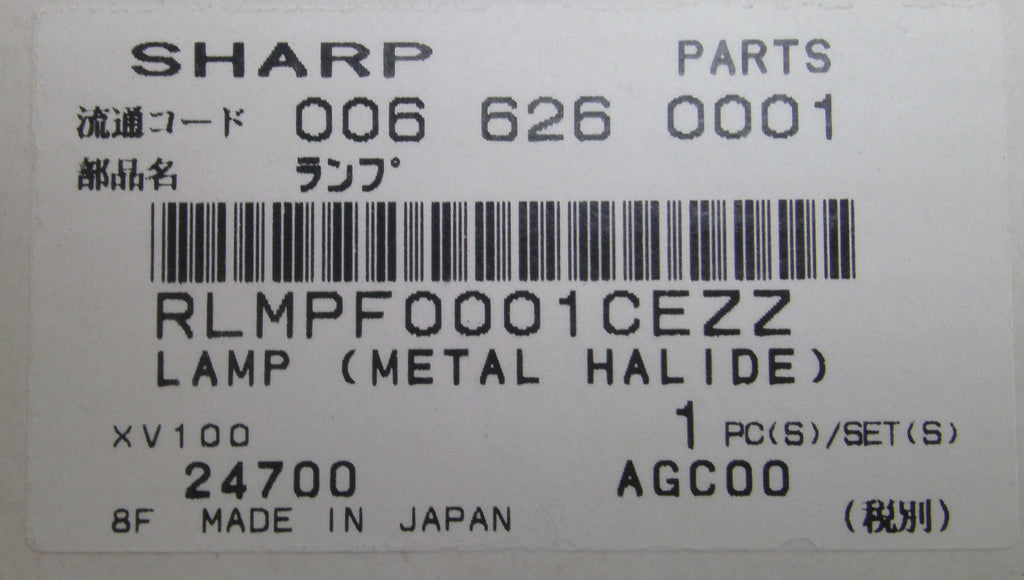 SHARP PARTS
流通コード 006 626 0001
部品名 ランプ
RLMPF0001CEZZ
LAMP (METAL HALIDE)
XV100 1 PC(S)/SET(S)
24700 AGC00
8F MADE IN JAPAN (税別)